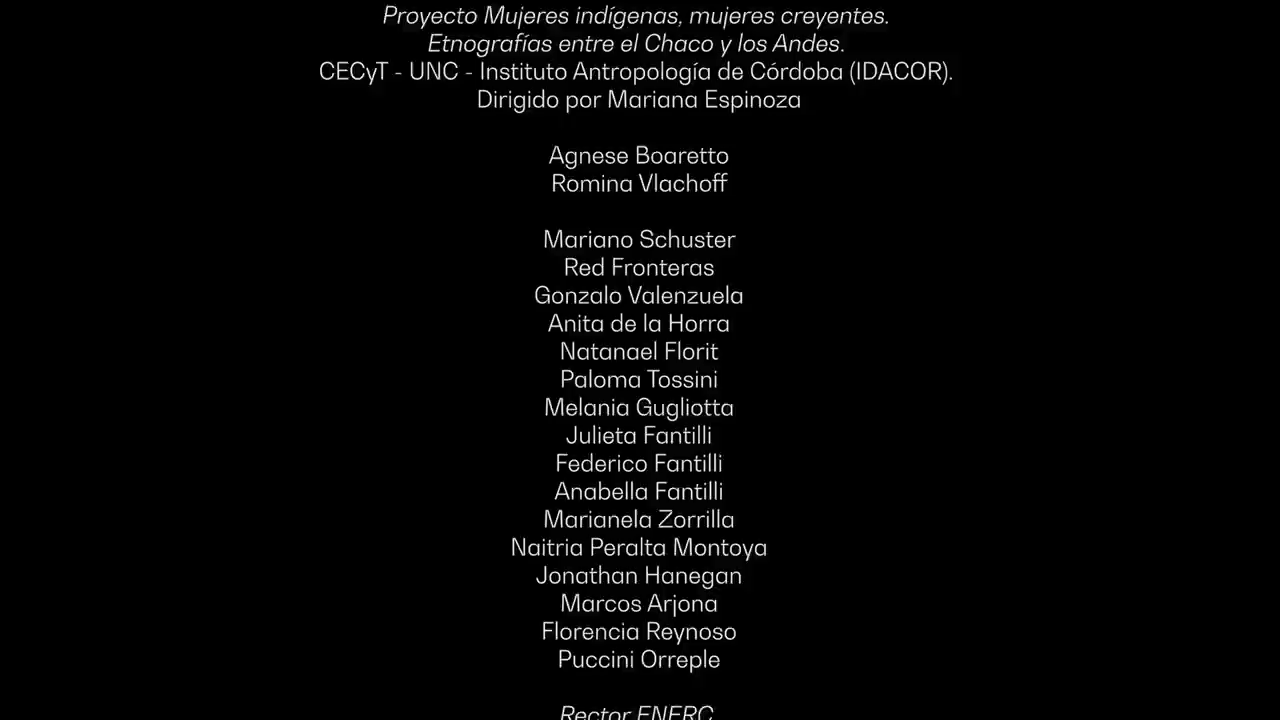 Proyecto Mujeres indígenas, mujeres creyentes.
Etnografías entre el Chaco y los Andes.
CECyT - UNC - Instituto Antropología de Córdoba (IDACOR).
Dirigido por Mariana Espinoza
Agnese Boaretto
Romina Vlachoff
Mariano Schuster
Red Fronteras
Gonzalo Valenzuela
Anita de la Horra
Natanael Florit
Paloma Tossini
Melania Gugliotta
Julieta Fantilli
Federico Fantilli
Anabella Fantilli
Marianela Zorrilla
Naitria Peralta Montoya
Jonathan Hanegan
Marcos Arjona
Florencia Reynoso
Puccini Orreple
Rector ENERC